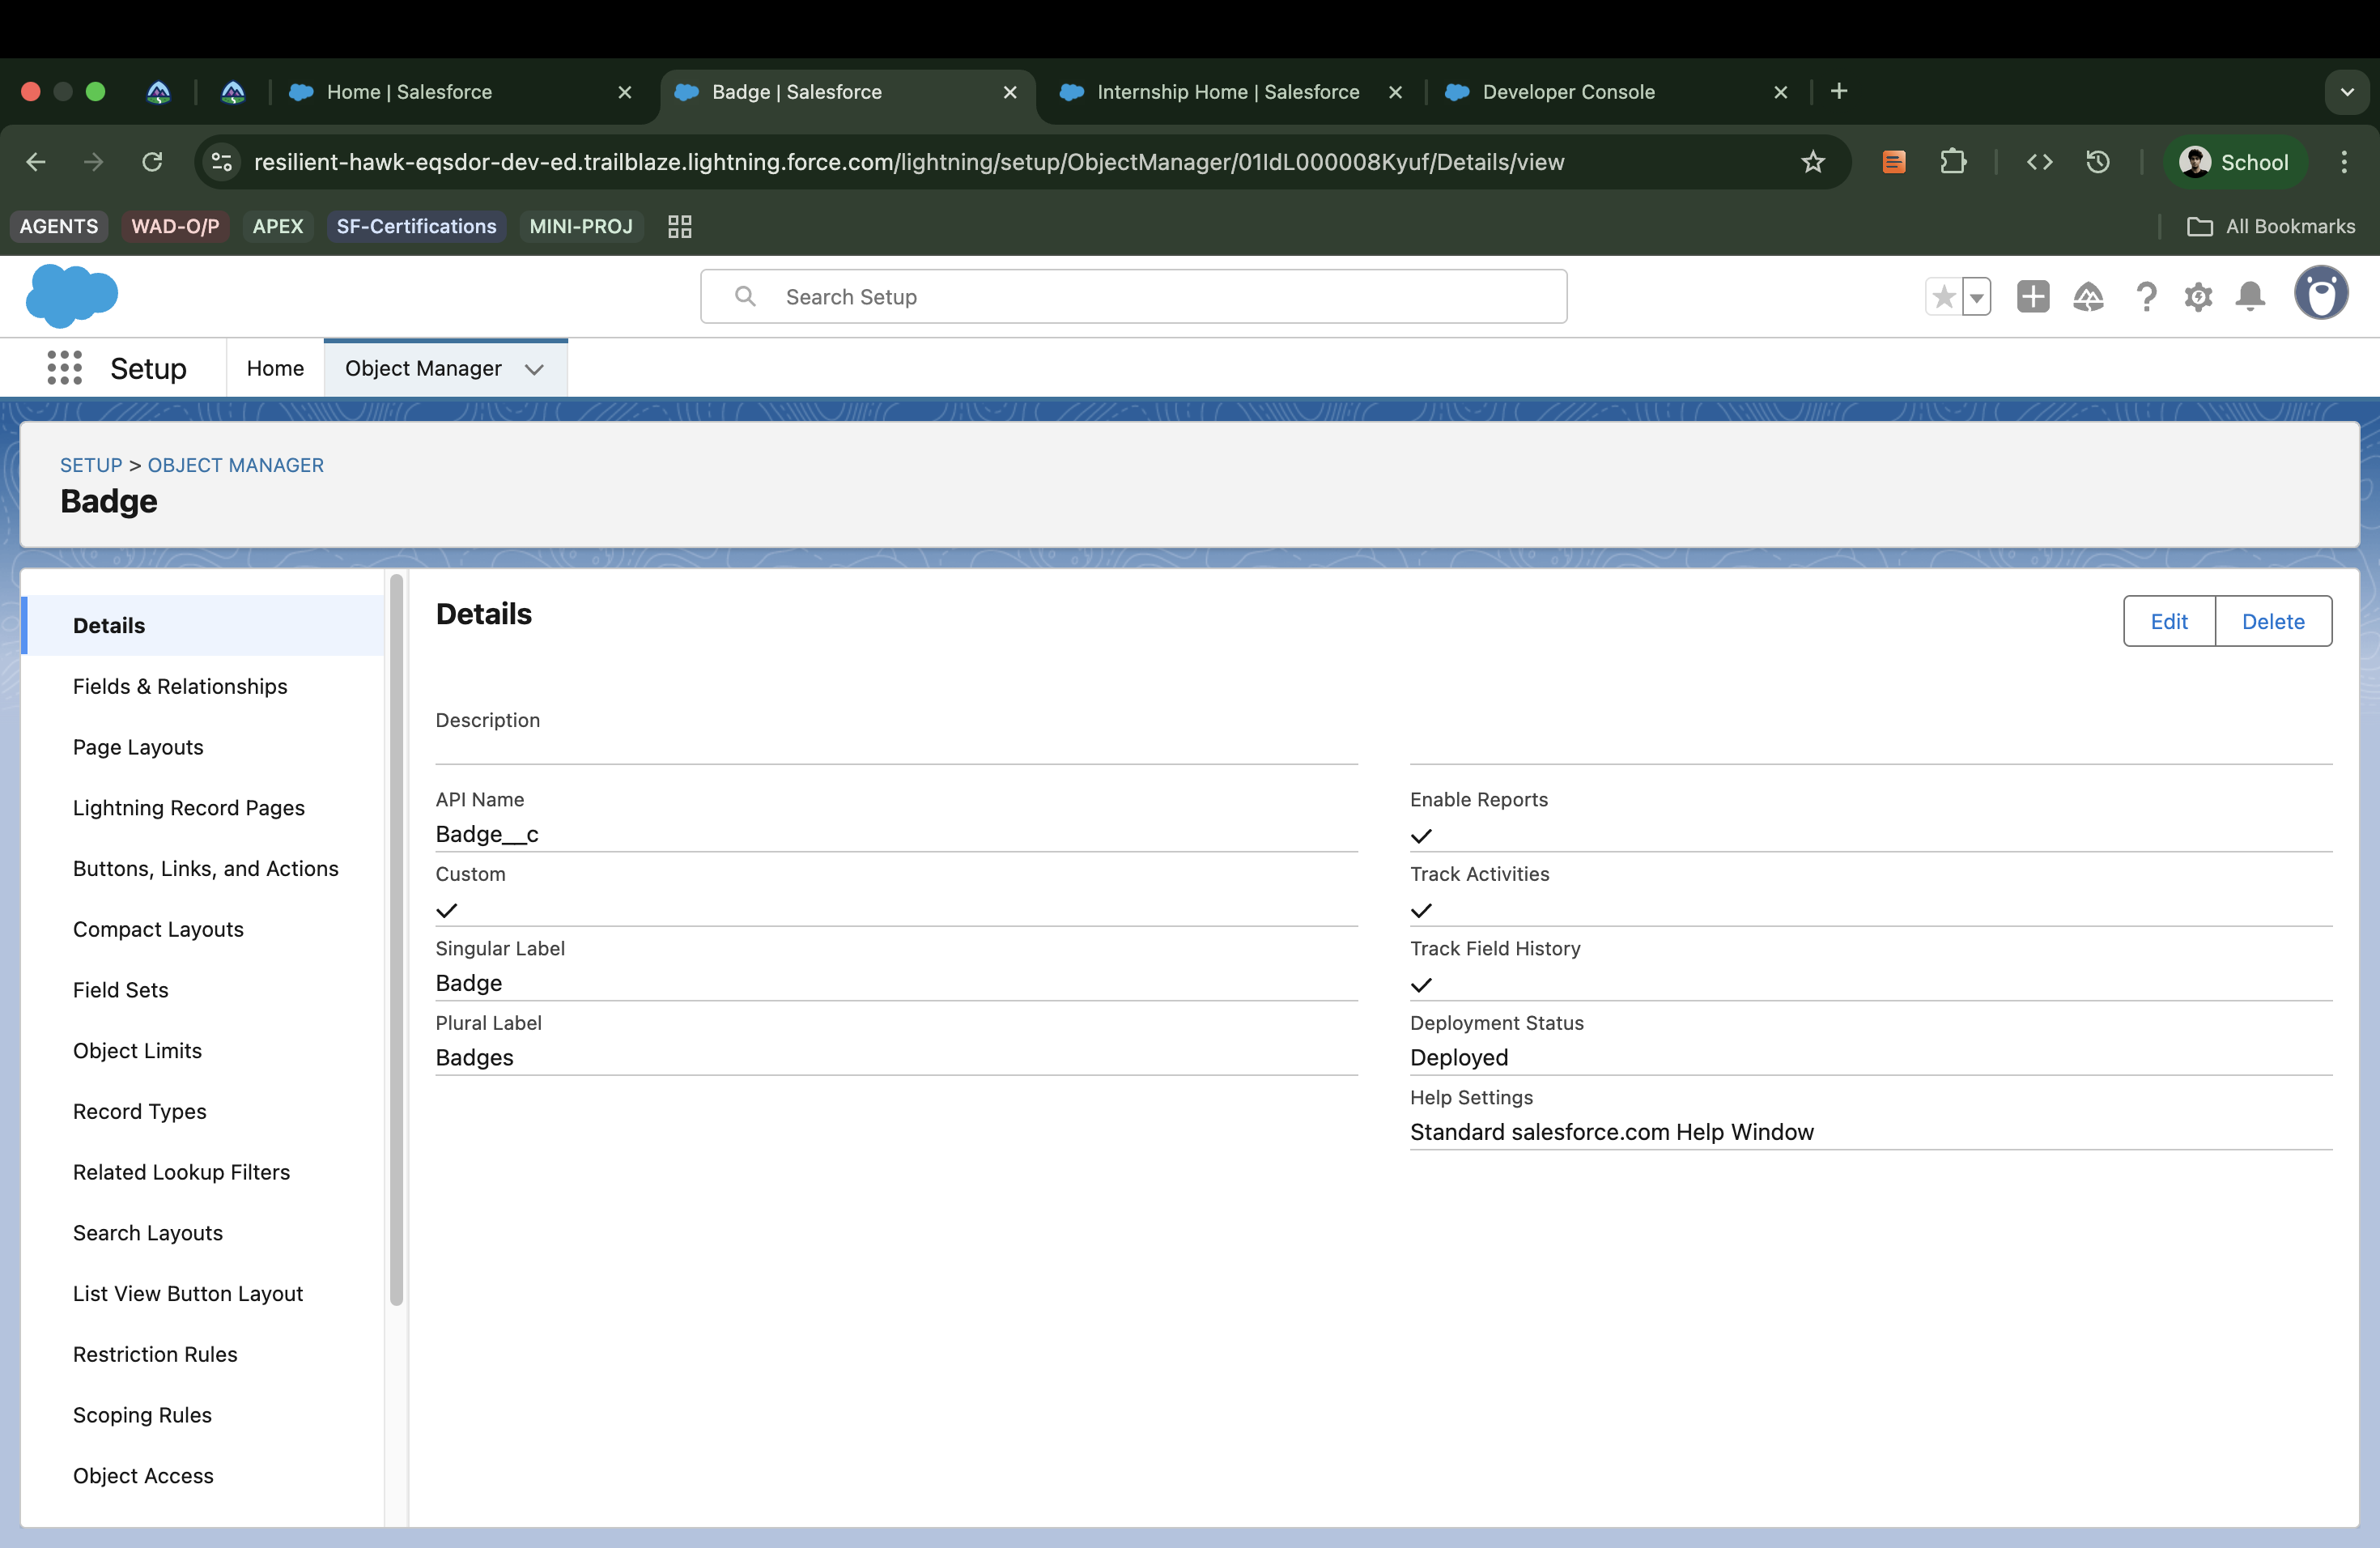 Home | Salesforce
Badge | Salesforce
Internship Home | Salesforce
Developer Console
resilient-hawk-eqsdor-dev-ed.trailblaze.lightning.force.com/lightning/setup/ObjectManager/01IdL000008Kyuf/Details/view
School
AGENTS
WAD-O/P
APEX
SF-Certifications
MINI-PROJ
All Bookmarks
Search Setup
Setup
Home
Object Manager
SETUP > OBJECT MANAGER
Badge
Details
Fields & Relationships
Page Layouts
Lightning Record Pages
Buttons, Links, and Actions
Compact Layouts
Field Sets
Object Limits
Record Types
Related Lookup Filters
Search Layouts
List View Button Layout
Restriction Rules
Scoping Rules
Object Access
Details
Edit
Delete
Description
API Name
Badge__c
Custom
Singular Label
Badge
Plural Label
Badges
Enable Reports
Track Activities
Track Field History
Deployment Status
Deployed
Help Settings
Standard salesforce.com Help Window